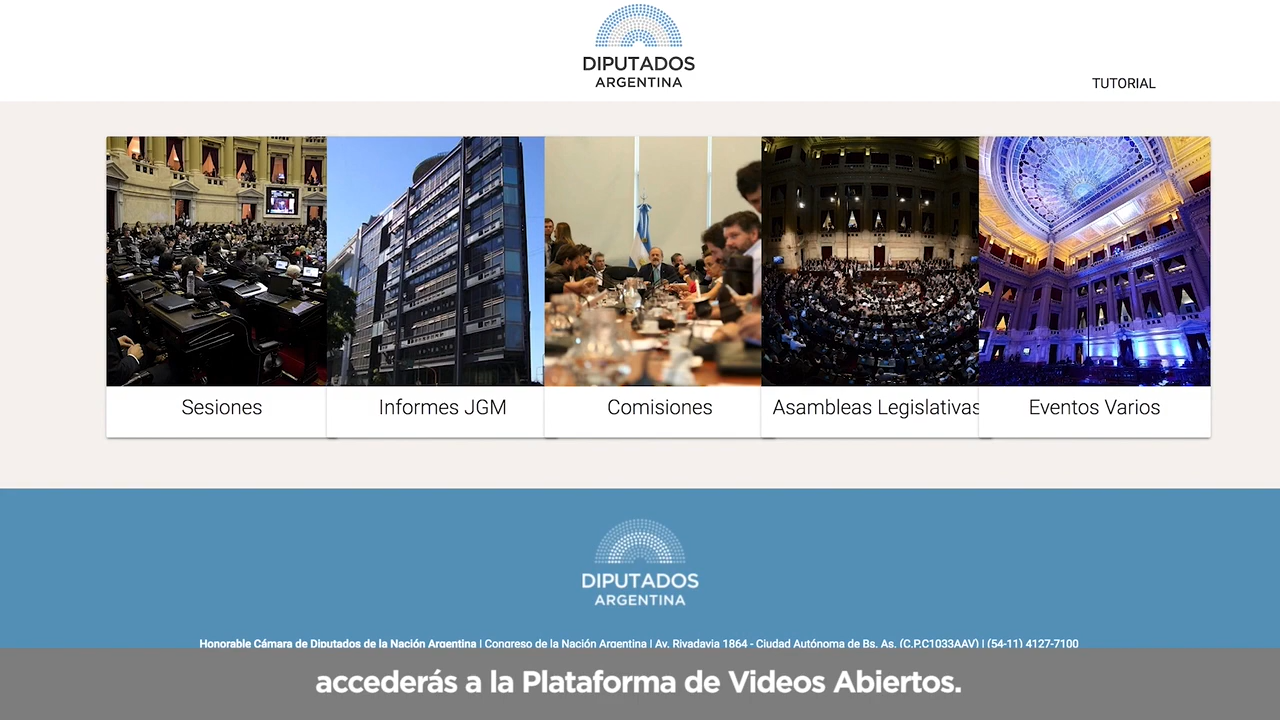 DIPUTADOS
ARGENTINA
TUTORIAL
Sesiones
Informes JGM
Comisiones
Asambleas Legislativas
Eventos Varios
DIPUTADOS
ARGENTINA
Honorable Cámara de Diputados de la Nación Argentina | Congreso de la Nación Argentina | Av. Rivadavia 1864 - Ciudad Autónoma de Bs. As. (C.P.C1033AAV) | (54-11) 4127-7100
accederás a la Plataforma de Videos Abiertos.